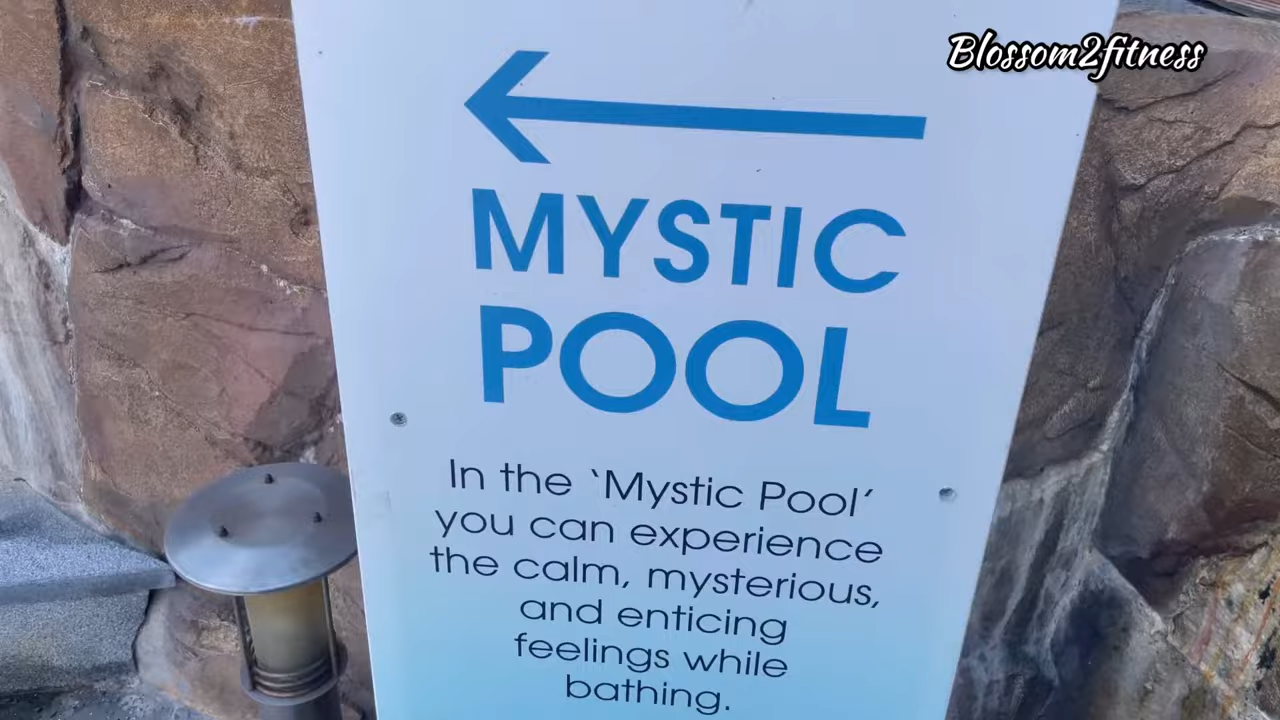 Blossom2fitness
MYSTIC
POOL
In the ‵Mystic Pool′
you can experience
the calm, mysterious,
and enticing
feelings while
bathing.